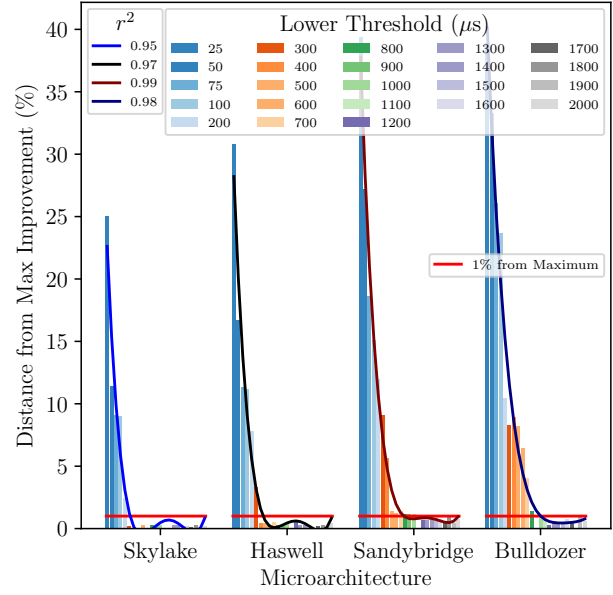 r²
0.95
0.97
0.99
0.98
Lower Threshold (µs)
25 300 800 1300 1700
50 400 900 1400 1800
75 500 1000 1500 1900
100 600 1100 1600 2000
200 700 1200
1% from Maximum
Distance from Max Improvement (%)
40
35
30
25
20
15
10
5
0
Skylake Haswell Sandybridge Bulldozer
Microarchitecture